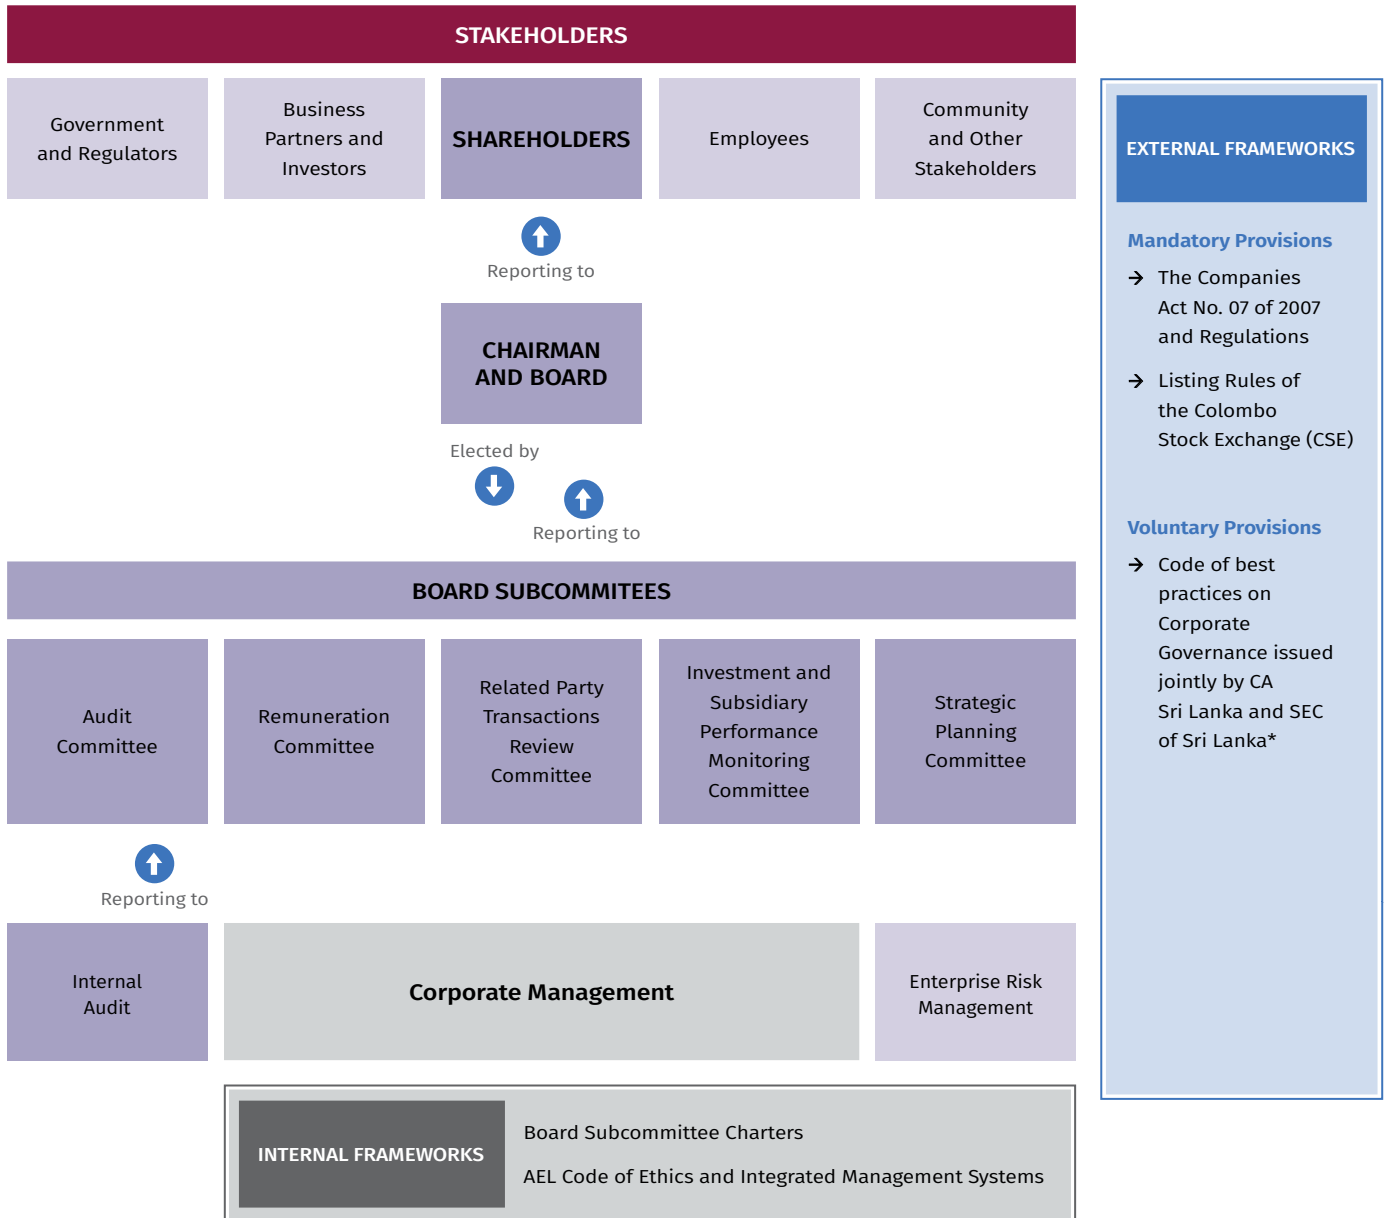 STAKEHOLDERS
Government
and Regulators
Business
Partners and
Investors
SHAREHOLDERS
Employees
Community
and Other
Stakeholders
Reporting to
CHAIRMAN
AND BOARD
Elected by
Reporting to
BOARD SUBCOMMITEES
Audit
Committee
Remuneration
Committee
Related Party
Transactions
Review
Committee
Investment and
Subsidiary
Performance
Monitoring
Committee
Strategic
Planning
Committee
Reporting to
Internal
Audit
Corporate Management
Enterprise Risk
Management
INTERNAL FRAMEWORKS
Board Subcommittee Charters
AEL Code of Ethics and Integrated Management Systems
EXTERNAL FRAMEWORKS
Mandatory Provisions
→ The Companies
Act No. 07 of 2007
and Regulations
→ Listing Rules of
the Colombo
Stock Exchange (CSE)
Voluntary Provisions
→ Code of best
practices on
Corporate
Governance issued
jointly by CA
Sri Lanka and SEC
of Sri Lanka*